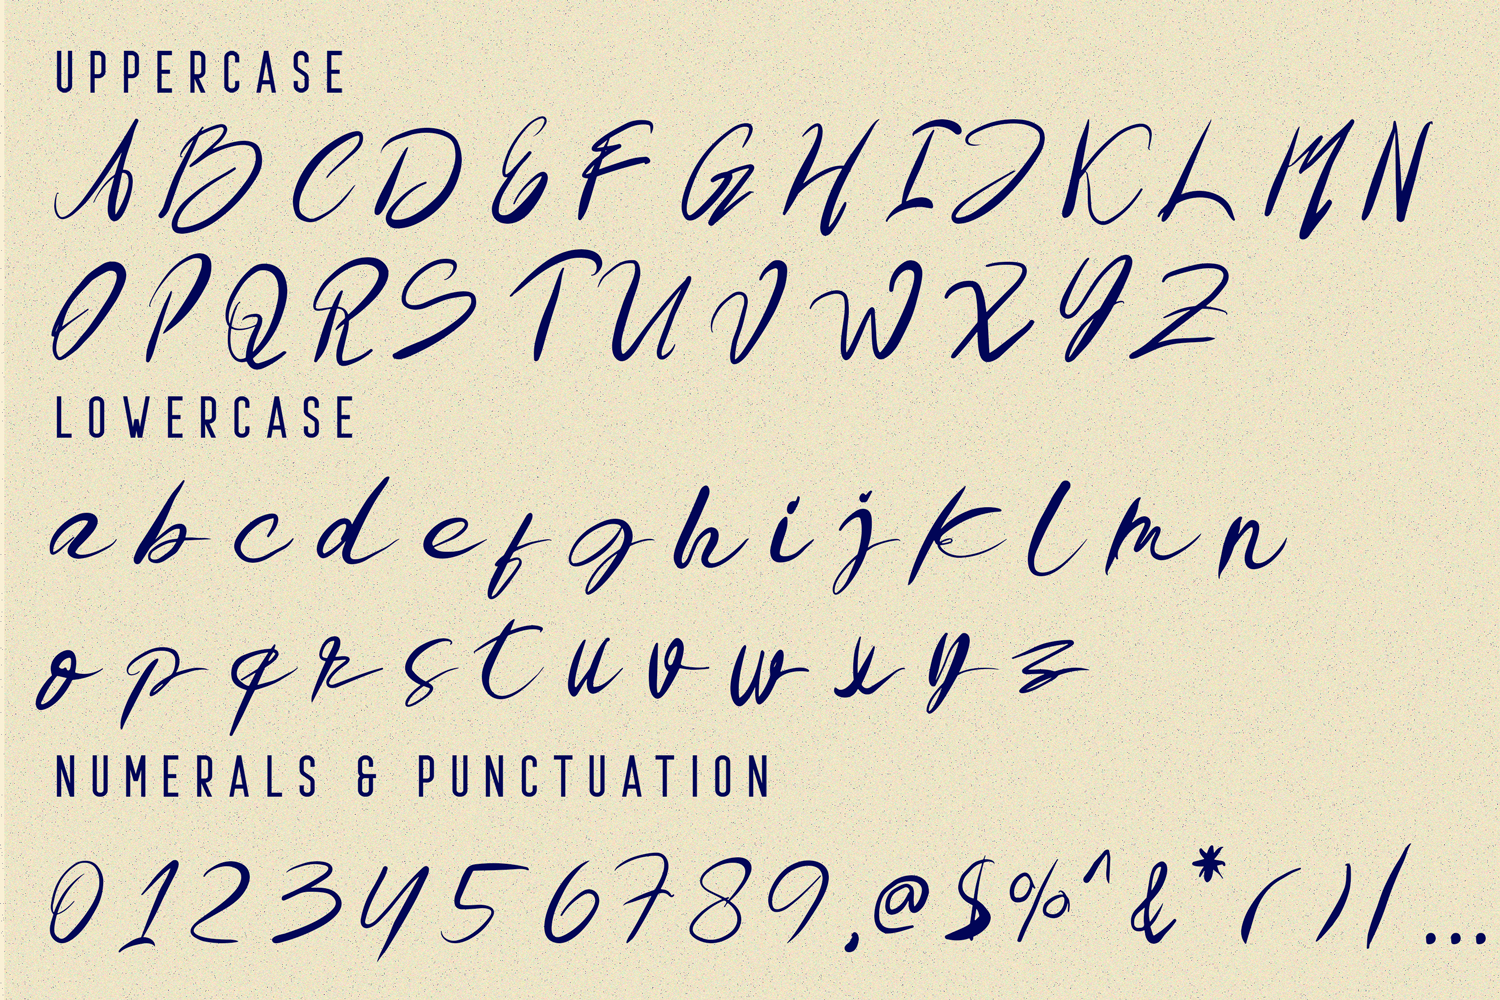 UPPERCASE
A B C D E F G H I J K L M N
O P Q R S T U V W X Y Z
LOWERCASE
a b c d e f g h i j k l m n
o p q r s t u v w x y z
NUMERALS & PUNCTUATION
0 1 2 3 4 5 6 7 8 9 , @ $ % ^ & * ( ) / ...